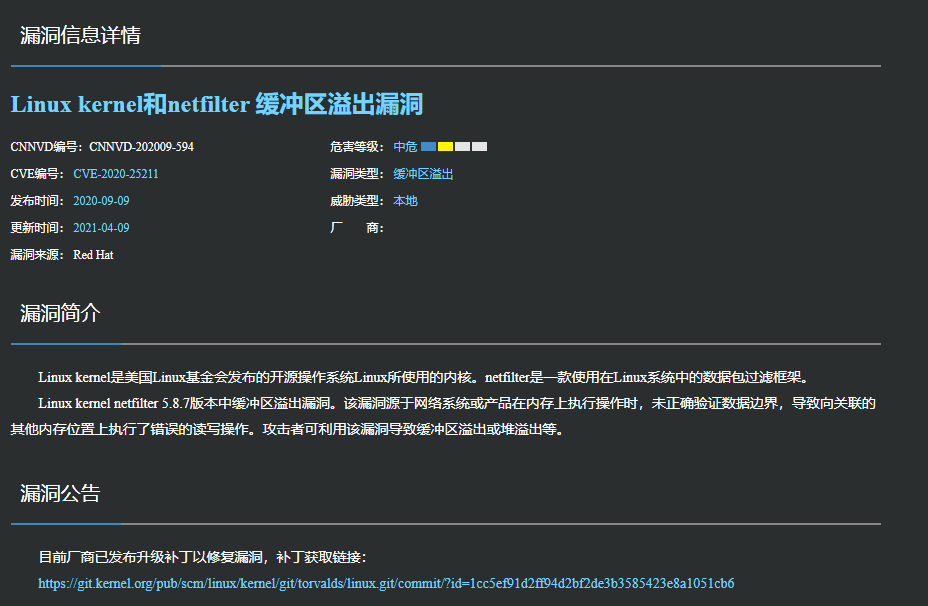 漏洞信息详情
Linux kernel和netfilter 缓冲区溢出漏洞
CNNVD编号：CNNVD-202009-594
危害等级： 中危
CVE编号： CVE-2020-25211
漏洞类型： 缓冲区溢出
发布时间： 2020-09-09
威胁类型： 本地
更新时间： 2021-04-09
厂 商：
漏洞来源： Red Hat
漏洞简介
Linux kernel是美国Linux基金会发布的开源操作系统Linux所使用的内核。netfilter是一款使用在Linux系统中的数据包过滤框架。
Linux kernel netfilter 5.8.7版本中缓冲区溢出漏洞。该漏洞源于网络系统或产品在内存上执行操作时，未正确验证数据边界，导致向关联的
其他内存位置上执行了错误的读写操作。攻击者可利用该漏洞导致缓冲区溢出或堆溢出等。
漏洞公告
目前厂商已发布升级补丁以修复漏洞，补丁获取链接：
https://git.kernel.org/pub/scm/linux/kernel/git/torvalds/linux.git/commit/?id=1cc5ef91d2ff94d2bf2de3b3585423e8a1051cb6